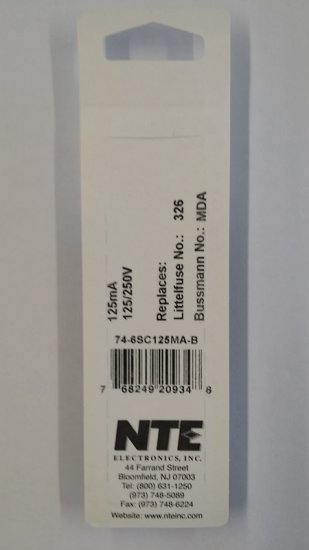 125mA
125/250V
Replaces:
Littelfuse No.: 326
Bussmann No.: MDA
74-6SC125MA-B
7 68249 20934 6
NTE
ELECTRONICS, INC.
44 Farrand Street
Bloomfield, NJ 07003
Tel: (800) 631-1250
(973) 748-5089
Fax: (973) 748-6224
Website: www.nteinc.com